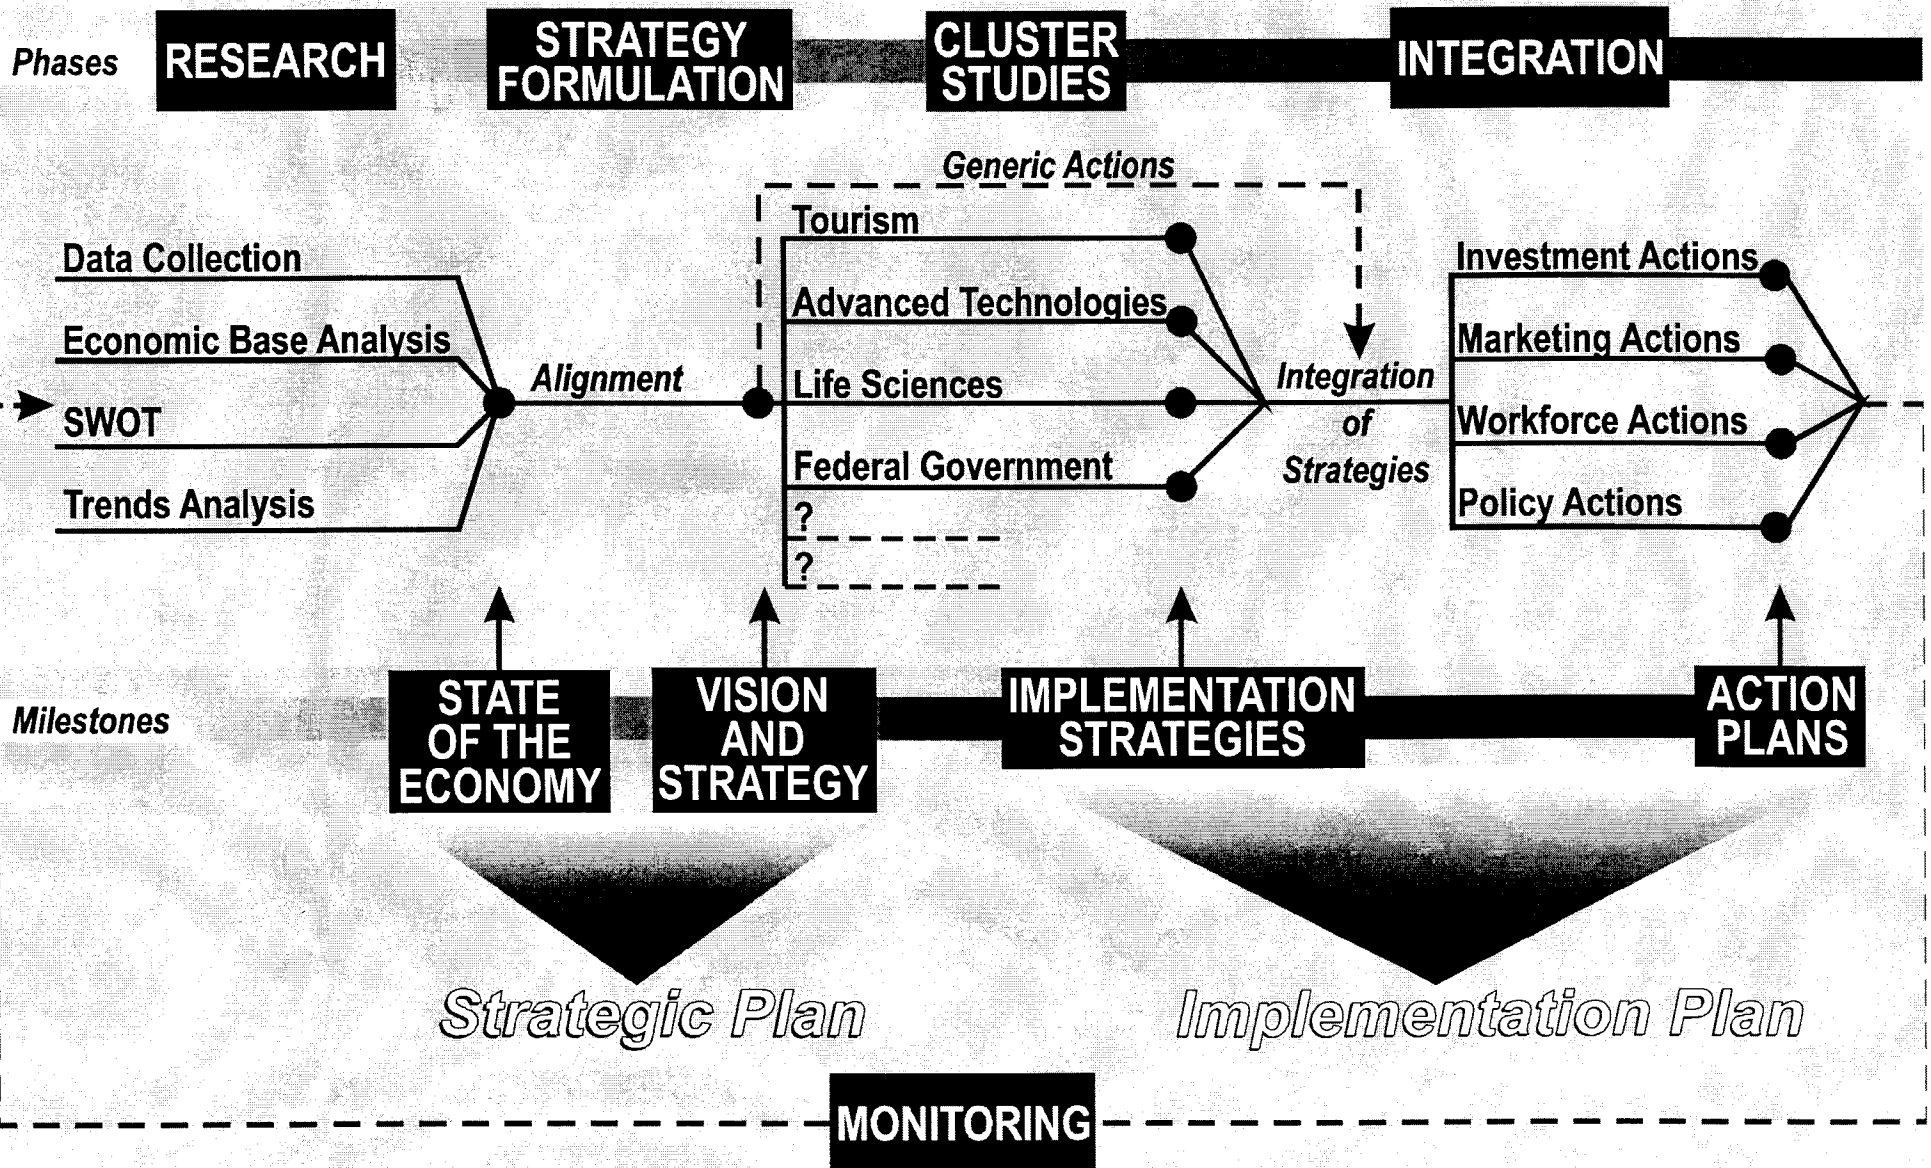 Phases
RESEARCH
STRATEGY
FORMULATION
CLUSTER
STUDIES
INTEGRATION
Generic Actions
Data Collection
Economic Base Analysis
SWOT
Trends Analysis
Alignment
Tourism
Advanced Technologies
Life Sciences
Federal Government
?
?
Integration
of
Strategies
Investment Actions
Marketing Actions
Workforce Actions
Policy Actions
Milestones
STATE
OF THE
ECONOMY
VISION
AND
STRATEGY
IMPLEMENTATION
STRATEGIES
ACTION
PLANS
Strategic Plan
Implementation Plan
MONITORING